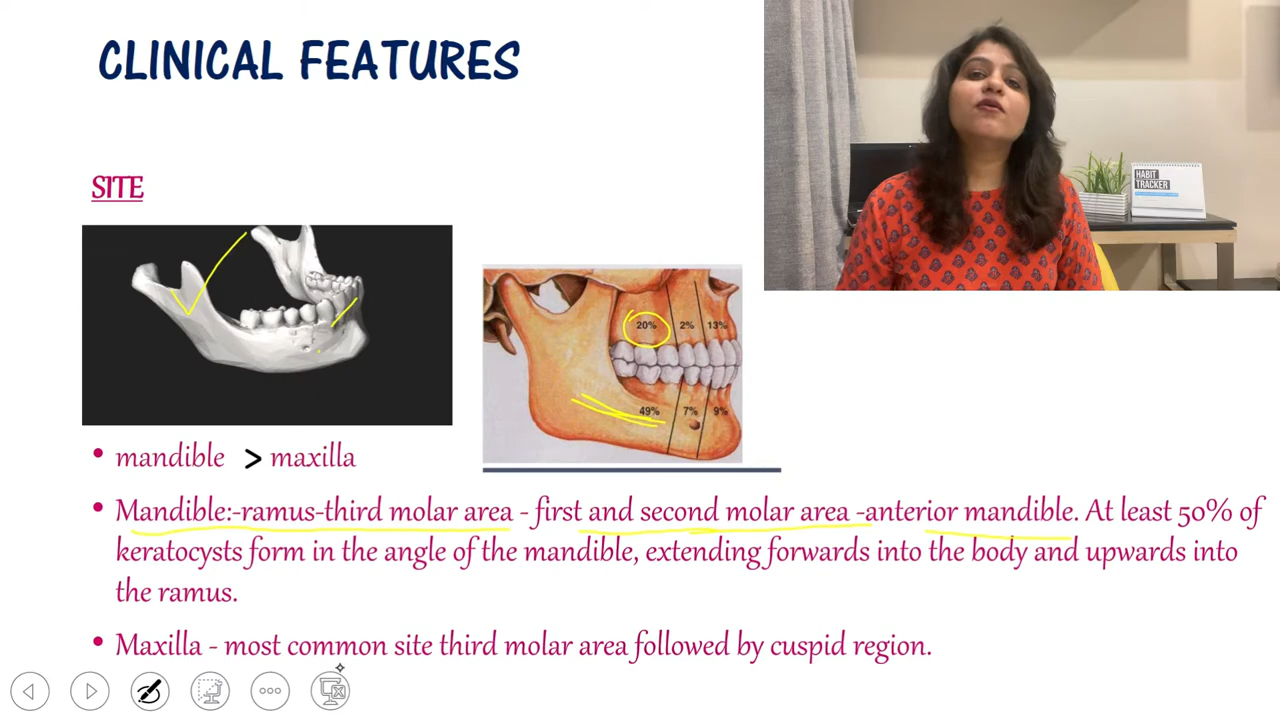 CLINICAL FEATURES
HABIT
TRACKER
SITE
20% 2% 13%
49% 7% 9%
• mandible > maxilla
• Mandible:-ramus-third molar area - first and second molar area -anterior mandible. At least 50% of
keratocysts form in the angle of the mandible, extending forwards into the body and upwards into
the ramus.
• Maxilla - most common site third molar area followed by cuspid region.